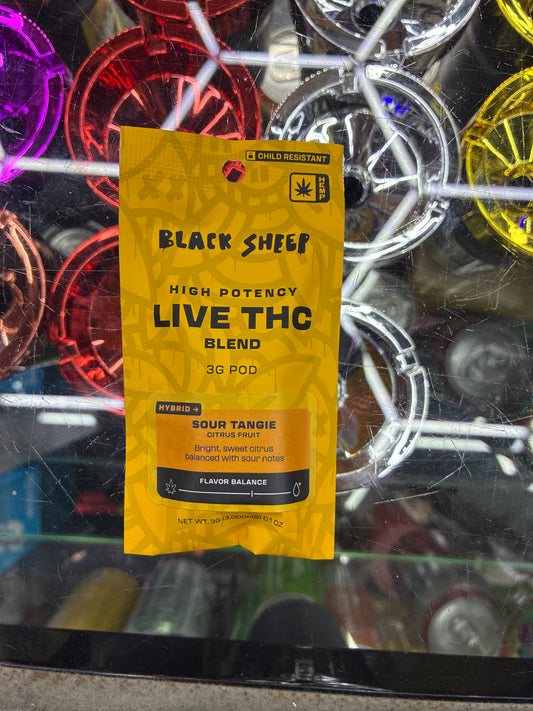 CHILD RESISTANT
HEMP
BLACK SHEEP
HIGH POTENCY
LIVE THC
BLEND
3G POD
HYBRID →
SOUR TANGIE
CITRUS FRUIT
Bright, sweet citrus
balanced with sour notes
FLAVOR BALANCE
NET WT. 3G (3,000MG) 0.1 OZ